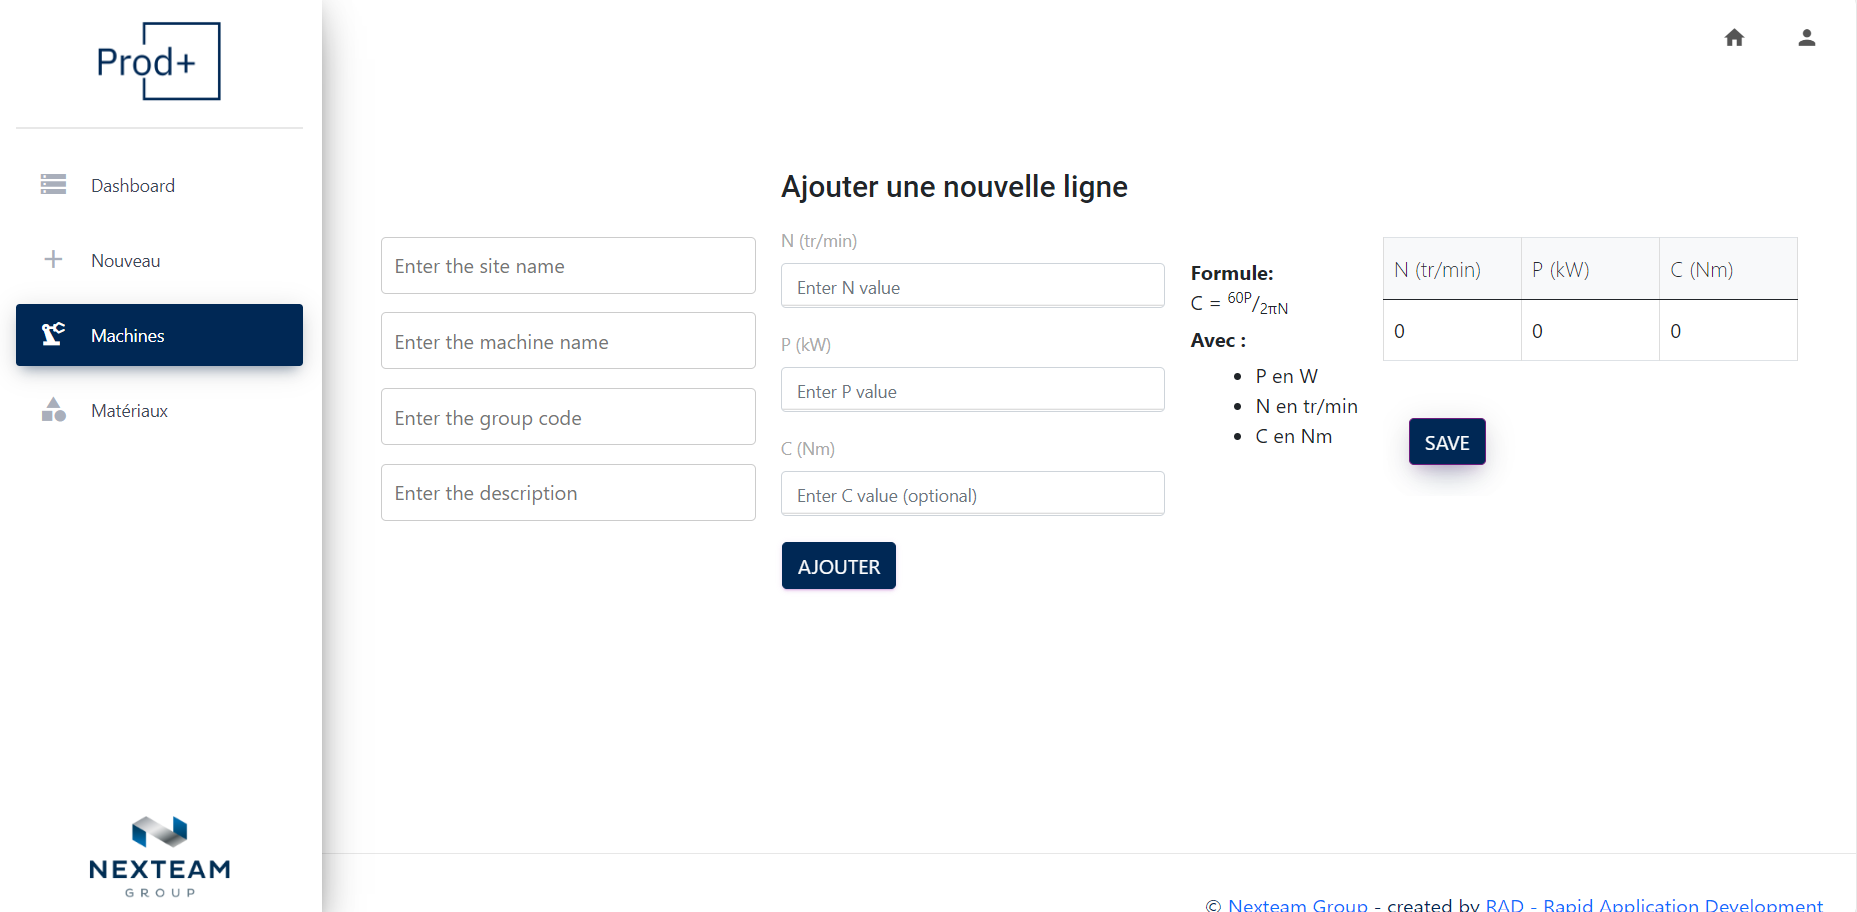 Prod+
Dashboard
Nouveau
Machines
Matériaux
NEXTEAM
GROUP
Enter the site name
Enter the machine name
Enter the group code
Enter the description
Ajouter une nouvelle ligne
N (tr/min)
Enter N value
P (kW)
Enter P value
C (Nm)
Enter C value (optional)
AJOUTER
Formule:
C = 60P/2πN
Avec :
• P en W
• N en tr/min
• C en Nm
N (tr/min) P (kW) C (Nm)
0 0 0
SAVE
© Nexteam Group - created by RAD - Rapid Application Development